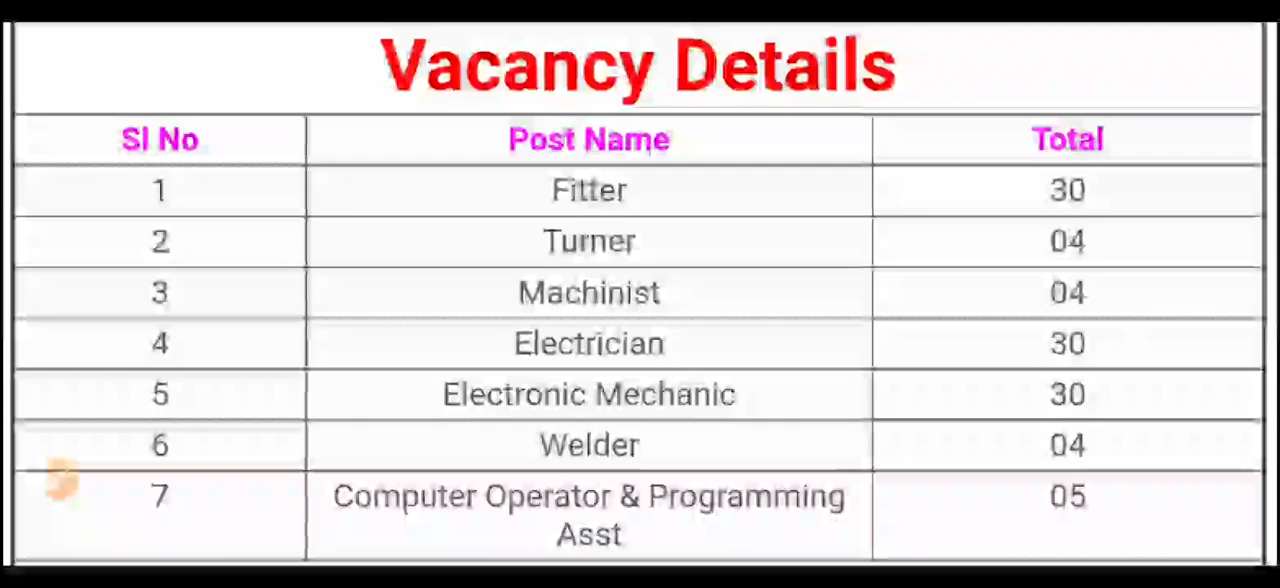 Vacancy Details
Sl No Post Name Total
1 Fitter 30
2 Turner 04
3 Machinist 04
4 Electrician 30
5 Electronic Mechanic 30
6 Welder 04
7 Computer Operator & Programming 05
Asst